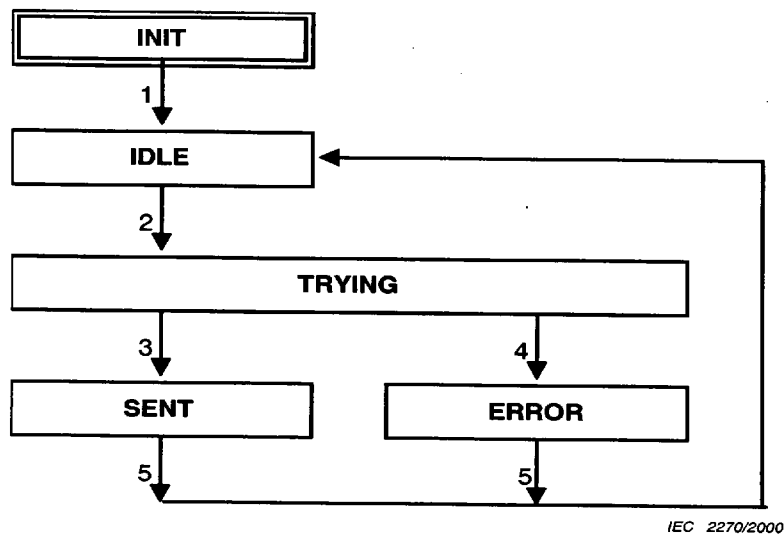 INIT
1
IDLE
2
TRYING
3
4
SENT
ERROR
5
5
IEC 2270/2000